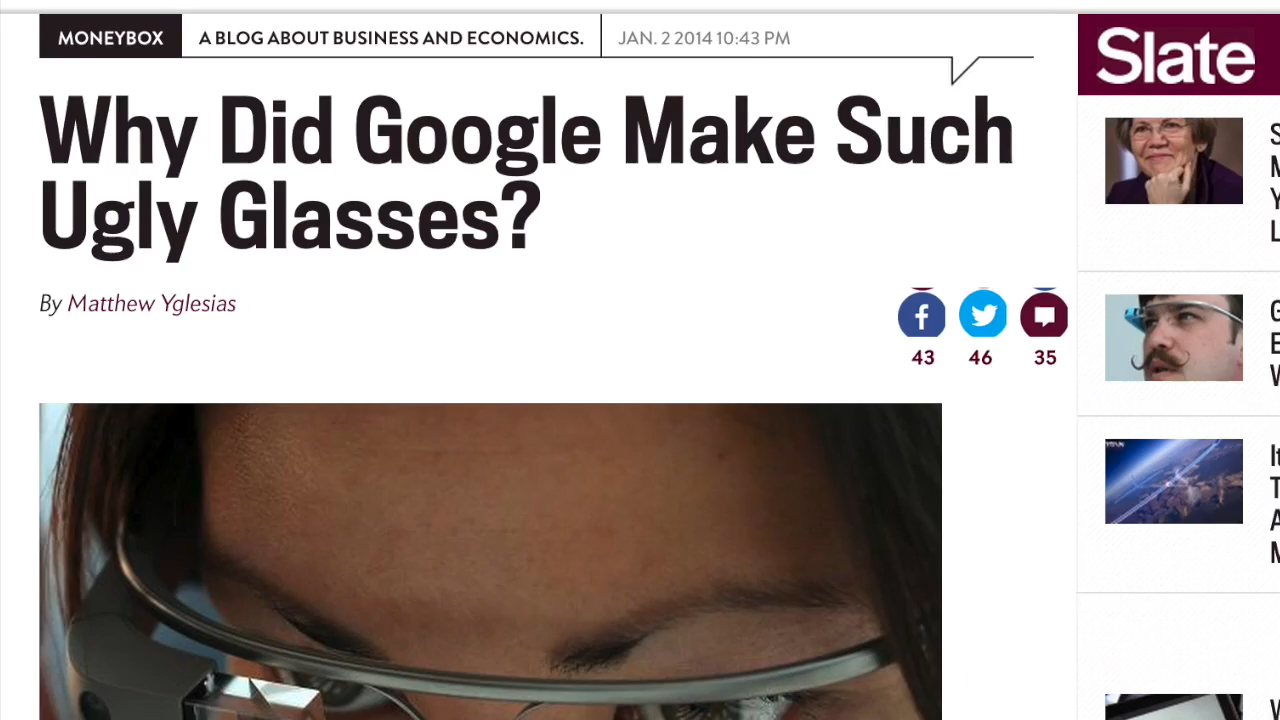 MONEYBOX A BLOG ABOUT BUSINESS AND ECONOMICS. JAN. 2 2014 10:43 PM
Slate
Why Did Google Make Such
Ugly Glasses?
By Matthew Yglesias
43 46 35